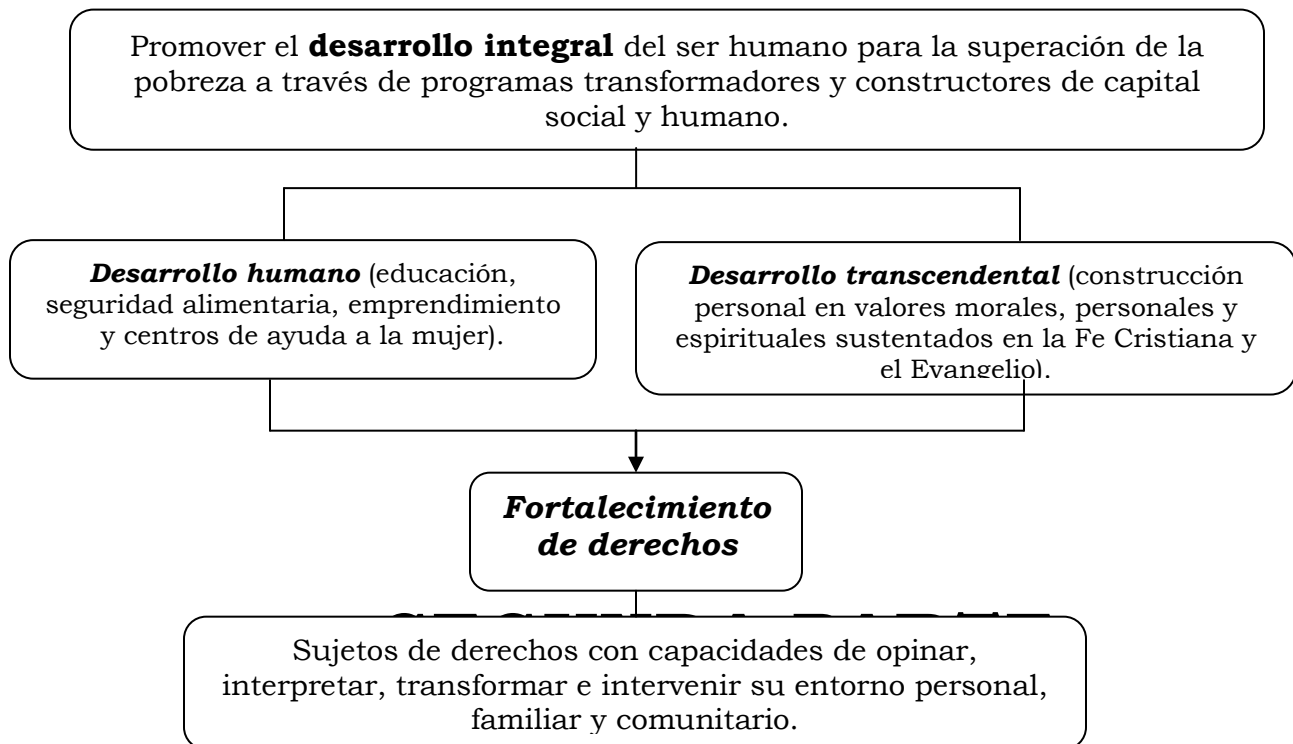 Promover el desarrollo integral del ser humano para la superación de la
pobreza a través de programas transformadores y constructores de capital
social y humano.
Desarrollo humano (educación,
seguridad alimentaria, emprendimiento
y centros de ayuda a la mujer).
Desarrollo transcendental (construcción
personal en valores morales, personales y
espirituales sustentados en la Fe Cristiana y
el Evangelio).
Fortalecimiento
de derechos
Sujetos de derechos con capacidades de opinar,
interpretar, transformar e intervenir su entorno personal,
familiar y comunitario.